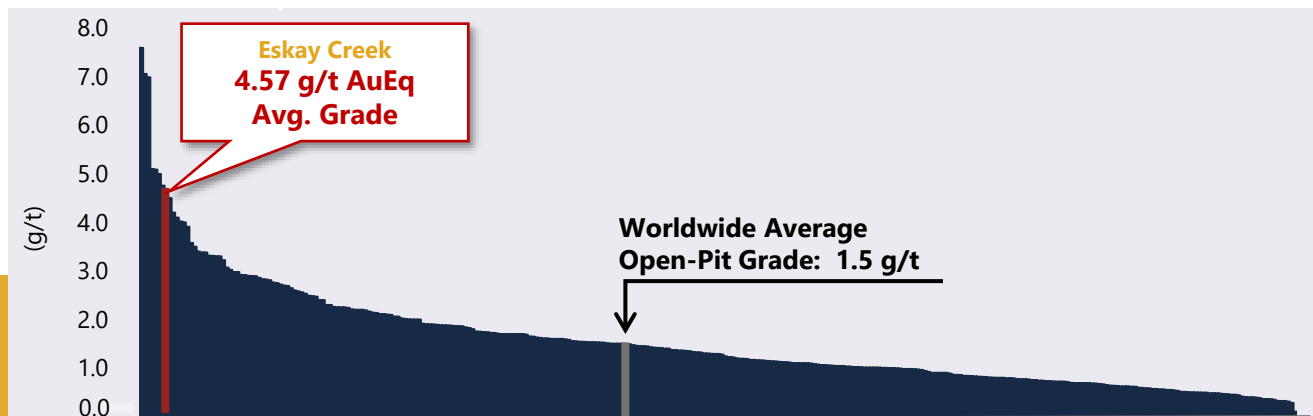 8.0
7.0
6.0
5.0
4.0
3.0
2.0
1.0
0.0
(g/t)
Eskay Creek
4.57 g/t AuEq
Avg. Grade
Worldwide Average
Open-Pit Grade: 1.5 g/t